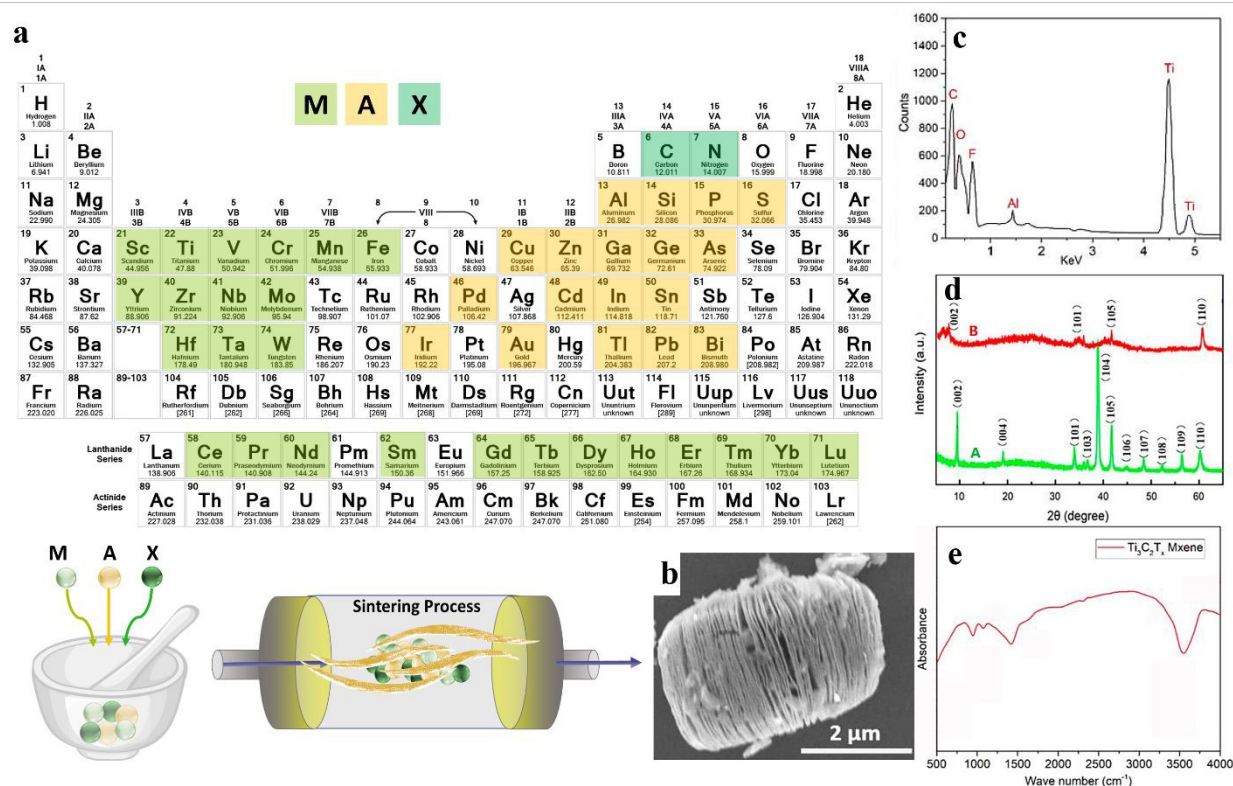 a
M A X
1
IA
1A
2
IIA
2A
3
IIIB
3B
4
IVB
4B
5
VB
5B
6
VIB
6B
7
VIIB
7B
8 9 10
VIII
8
11
IB
1B
12
IIB
2B
13
IIIA
3A
14
IVA
4A
15
VA
5A
16
VIA
6A
17
VIIA
7A
18
VIIIA
8A
1 2
H He
Hydrogen Helium
1.008 4.003
3 4 5 6 7 8 9 10
Li Be B C N O F Ne
Lithium Beryllium Boron Carbon Nitrogen Oxygen Fluorine Neon
6.941 9.012 10.811 12.011 14.007 15.999 18.998 20.180
11 12 13 14 15 16 17 18
Na Mg Al Si P S Cl Ar
Sodium Magnesium Aluminum Silicon Phosphorus Sulfur Chlorine Argon
22.990 24.305 26.982 28.086 30.974 32.066 35.453 39.948
19 20 21 22 23 24 25 26 27 28 29 30 31 32 33 34 35 36
K Ca Sc Ti V Cr Mn Fe Co Ni Cu Zn Ga Ge As Se Br Kr
Potassium Calcium Scandium Titanium Vanadium Chromium Manganese Iron Cobalt Nickel Copper Zinc Gallium Germanium Arsenic Selenium Bromine Krypton
39.098 40.078 44.956 47.88 50.942 51.996 54.938 55.933 58.933 58.693 63.546 65.39 69.732 72.61 74.922 78.09 79.904 84.80
37 38 39 40 41 42 43 44 45 46 47 48 49 50 51 52 53 54
Rb Sr Y Zr Nb Mo Tc Ru Rh Pd Ag Cd In Sn Sb Te I Xe
Rubidium Strontium Yttrium Zirconium Niobium Molybdenum Technetium Ruthenium Rhodium Palladium Silver Cadmium Indium Tin Antimony Tellurium Iodine Xenon
84.468 87.62 88.906 91.224 92.906 95.94 98.907 101.07 102.906 106.42 107.868 112.411 114.818 118.71 121.760 127.6 126.904 131.29
55 56 57-71 72 73 74 75 76 77 78 79 80 81 82 83 84 85 86
Cs Ba Hf Ta W Re Os Ir Pt Au Hg Tl Pb Bi Po At Rn
Cesium Barium Hafnium Tantalum Tungsten Rhenium Osmium Iridium Platinum Gold Mercury Thallium Lead Bismuth Polonium Astatine Radon
132.905 137.327 178.49 180.948 183.85 186.207 190.23 192.22 195.08 196.967 200.59 204.383 207.2 208.980 [208.982] 209.987 222.018
87 88 89-103 104 105 106 107 108 109 110 111 112 113 114 115 116 117 118
Fr Ra Rf Db Sg Bh Hs Mt Ds Rg Cn Uut Fl Uup Lv Uus Uuo
Francium Radium Rutherfordium Dubnium Seaborgium Bohrium Hassium Meitnerium Darmstadtium Roentgenium Copernicium Ununtrium Flerovium Ununpentium Livermorium Ununseptium Ununoctium
223.020 226.025 [261] [262] [266] [264] [269] [268] [269] [272] [277] unknown [289] unknown [298] unknown unknown
Lanthanide
Series
57 58 59 60 61 62 63 64 65 66 67 68 69 70 71
La Ce Pr Nd Pm Sm Eu Gd Tb Dy Ho Er Tm Yb Lu
Lanthanum Cerium Praseodymium Neodymium Promethium Samarium Europium Gadolinium Terbium Dysprosium Holmium Erbium Thulium Ytterbium Lutetium
138.906 140.115 140.908 144.24 144.913 150.36 151.966 157.25 158.925 162.50 164.930 167.26 168.934 173.04 174.967
Actinide
Series
89 90 91 92 93 94 95 96 97 98 99 100 101 102 103
Ac Th Pa U Np Pu Am Cm Bk Cf Es Fm Md No Lr
Actinium Thorium Protactinium Uranium Neptunium Plutonium Americium Curium Berkelium Californium Einsteinium Fermium Mendelevium Nobelium Lawrencium
227.028 232.038 231.036 238.029 237.048 244.064 243.061 247.070 247.070 251.080 [254] 257.095 258.1 259.101 [262]
M A X
Sintering Process
b
2 µm
c
Counts
1600
1400
1200
1000
800
600
400
200
0
C
O
F
Al
Ti
Ti
1 2 3 4 5
KeV
d
Intensity (a.u.)
(002)
B
(101)
(105)
(110)
(002)
(004)
A
(101)
(103)
(104)
(105)
(106)
(107)
(108)
(109)
(110)
10 20 30 40 50 60
2θ (degree)
e
Ti₃C₂Tₓ Mxene
Absorbance
500 1000 1500 2000 2500 3000 3500 4000
Wave number (cm⁻¹)